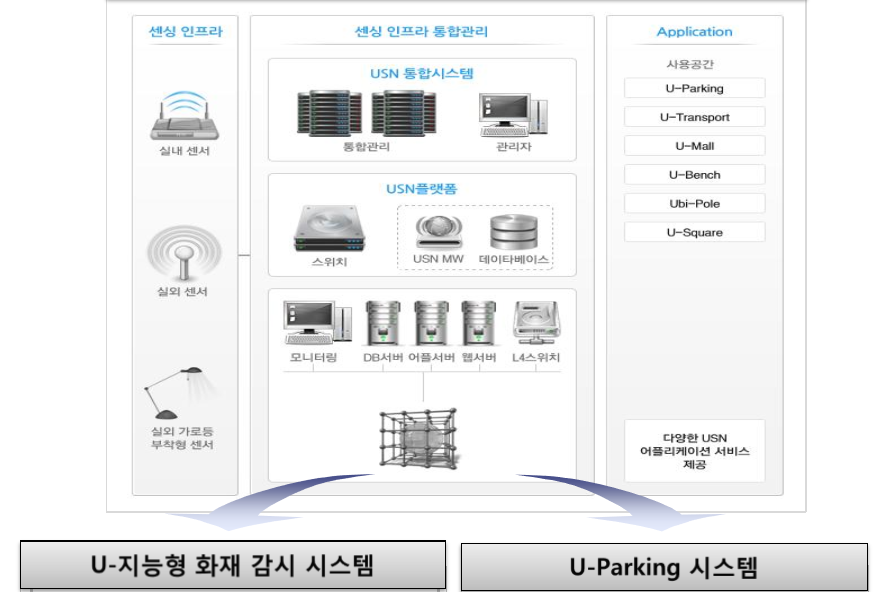 센싱 인프라
실내 센서
실외 센서
실외 가로등
부착형 센서
센싱 인프라 통합관리
USN 통합시스템
통합관리
관리자
USN플랫폼
스위치
USN MW
데이타베이스
모니터링
DB서버
어플서버
웹서버
L4스위치
Application
사용공간
U-Parking
U-Transport
U-Mall
U-Bench
Ubi-Pole
U-Square
다양한 USN
어플리케이션 서비스
제공
U-지능형 화재 감시 시스템
U-Parking 시스템